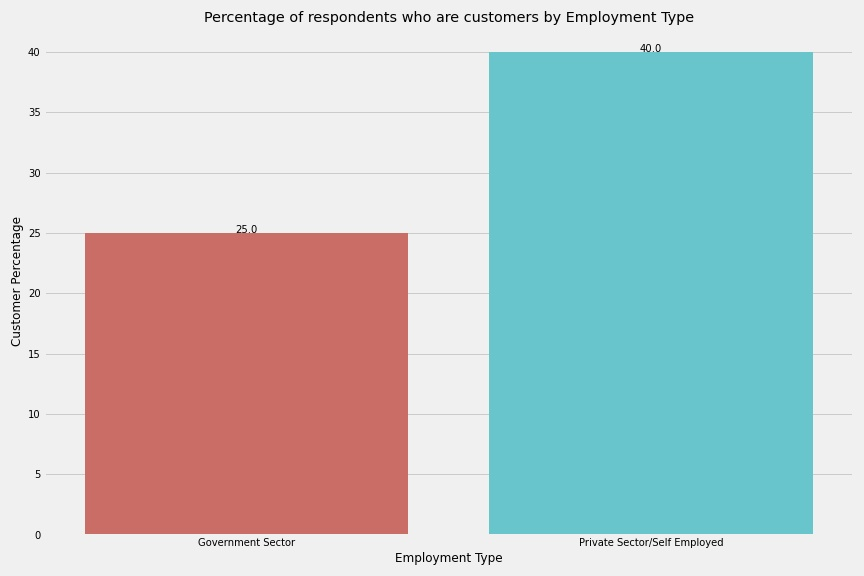 Percentage of respondents who are customers by Employment Type
Customer Percentage
40
35
30
25
20
15
10
5
0
25.0
40.0
Government Sector
Private Sector/Self Employed
Employment Type